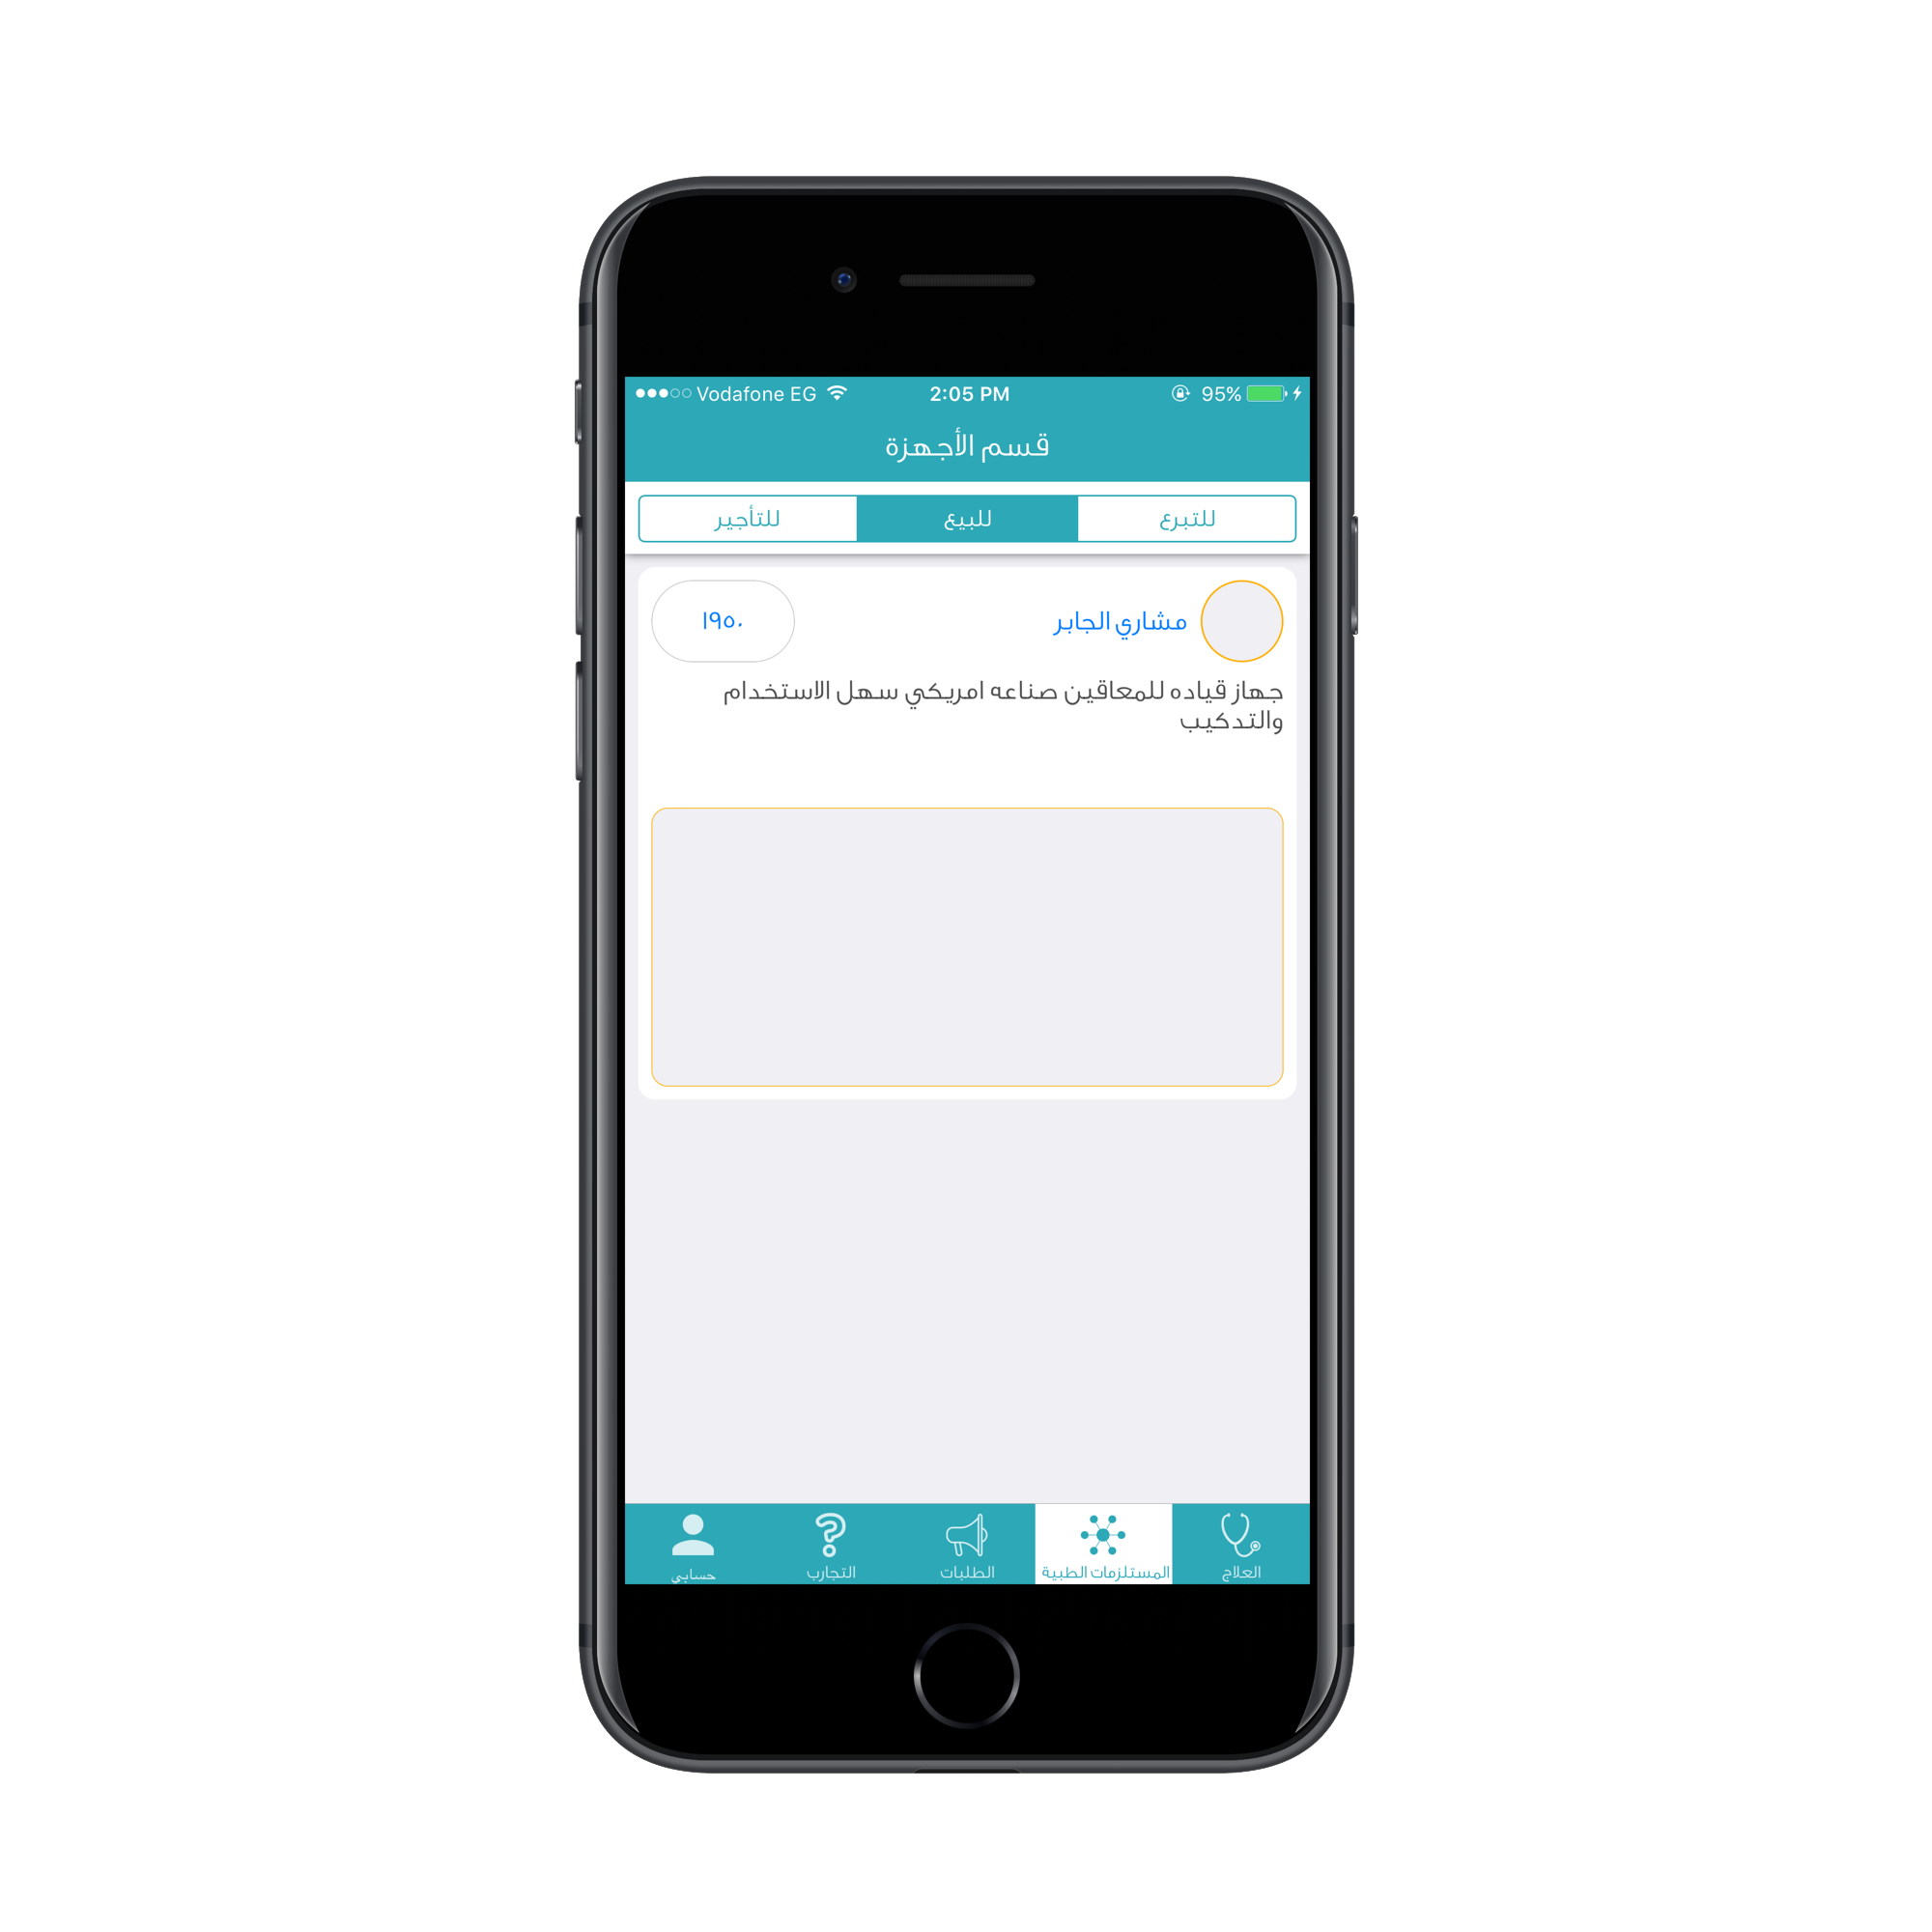 Vodafone EG 2:05 PM 95%
قسم الأجهزة
للتبرع للبيع للتأجير
مشاري الجابر ١٩٥٠
جهاز قياده للمعاقين صناعه امريكي سهل الاستخدام
والتدكيب
العلاج المستلزمات الطبية الطلبات التجارب حسابي